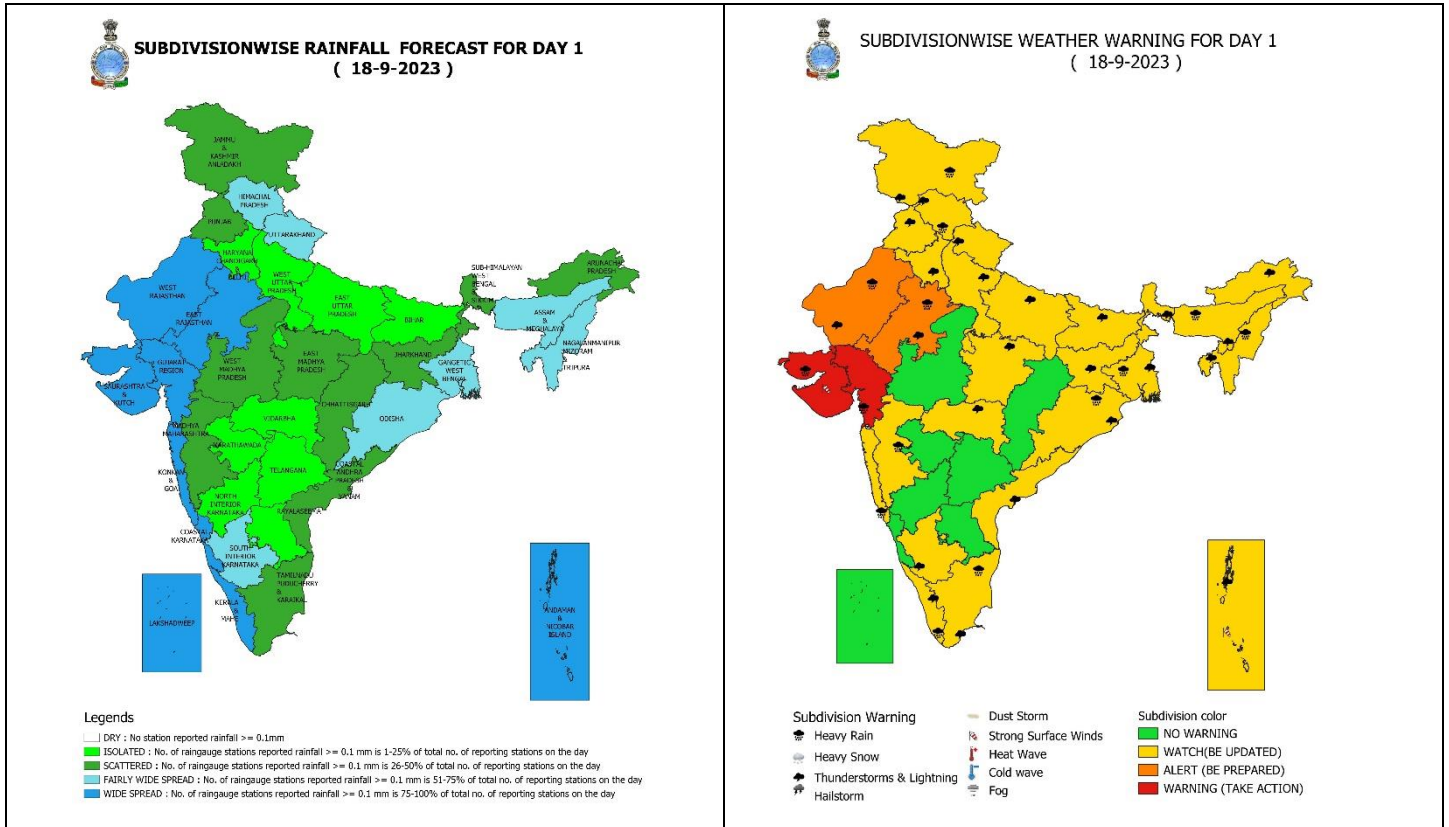 SUBDIVISIONWISE RAINFALL FORECAST FOR DAY 1
( 18-9-2023 )
JAMMU
&
KASHMIR
ANLADAKH
HIMACHAL
PRADESH
PUNJAB
UTTARAKHAND
HARYANA
CHANDIGARH
&
DELHI
WEST
UTTAR
PRADESH
EAST
UTTAR
PRADESH
BIHAR
SUB-HIMALAYAN
WEST
BENGAL
&
ARUNACHAL
PRADESH
ASSAM
&
MEGHALAYA
NAGALANMANIPUR
MIZORAM
&
TRIPURA
WEST
RAJASTHAN
EAST
RAJASTHAN
GUJARAT
REGION
SAURASHTRA
&
KUTCH
WEST
MADHYA
PRADESH
EAST
MADHYA
PRADESH
JHARKHAND
GANGETIC
WEST
BENGAL
CHHATTISGARH
ODISHA
VIDARBHA
MADHYA
MAHARASHTRA
MARATHAWADA
TELANGANA
KONKAN
&
GOA
COASTAL
ANDHRA
PRADESH
&
YANAM
NORTH
INTERIOR
KARNATAKA
RAYALASEEMA
COASTAL
KARNATAKA
SOUTH
INTERIOR
KARNATAKA
TAMILNADU
PUDUCHERRY
&
KARAIKAL
KERALA
&
MAHE
LAKSHADWEEP
ANDAMAN
&
NICOBAR
ISLAND
Legends
DRY : No station reported rainfall >= 0.1mm
ISOLATED : No. of raingauge stations reported rainfall >= 0.1 mm is 1-25% of total no. of reporting stations on the day
SCATTERED : No. of raingauge stations reported rainfall >= 0.1 mm is 26-50% of total no. of reporting stations on the day
FAIRLY WIDE SPREAD : No. of raingauge stations reported rainfall >= 0.1 mm is 51-75% of total no. of reporting stations on the day
WIDE SPREAD : No. of raingauge stations reported rainfall >= 0.1 mm is 75-100% of total no. of reporting stations on the day
SUBDIVISIONWISE WEATHER WARNING FOR DAY 1
( 18-9-2023 )
Subdivision Warning
Heavy Rain
Heavy Snow
Thunderstorms & Lightning
Hailstorm
Dust Storm
Strong Surface Winds
Heat Wave
Cold wave
Fog
Subdivision color
NO WARNING
WATCH(BE UPDATED)
ALERT (BE PREPARED)
WARNING (TAKE ACTION)